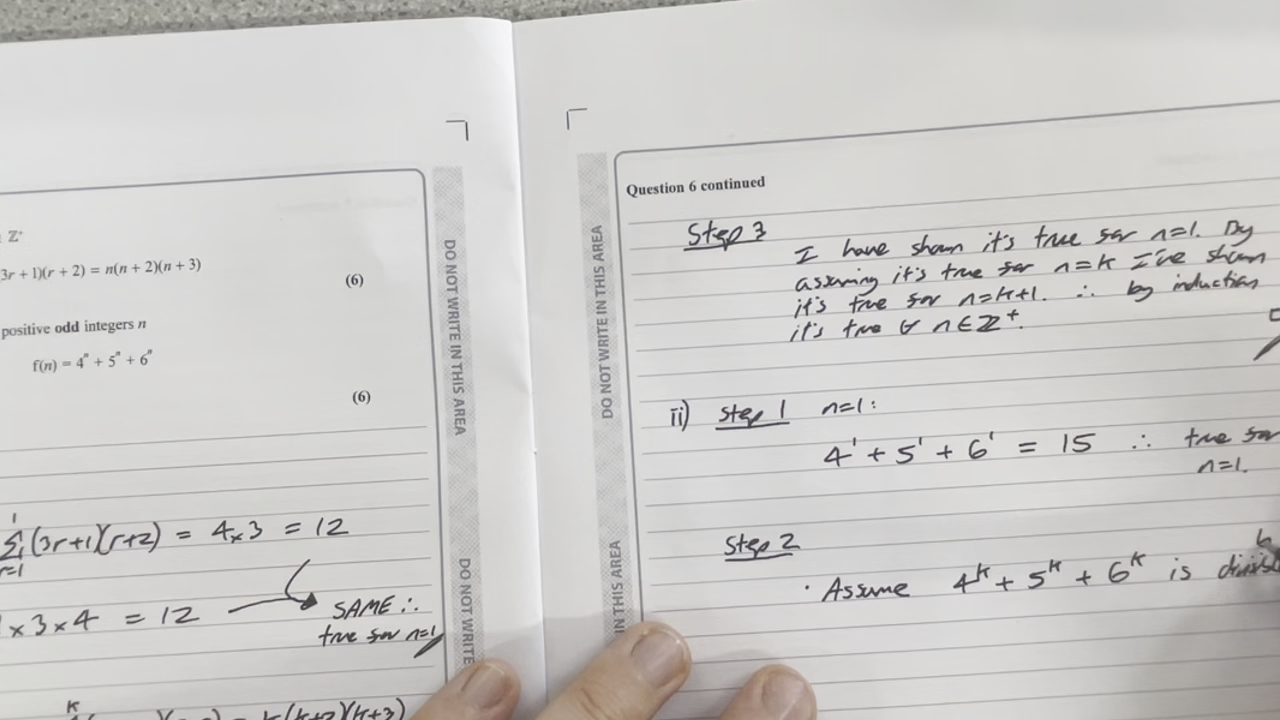 Z⁺
3r + 1)(r + 2) = n(n + 2)(n + 3)
(6)
positive odd integers n
f(n) = 4ⁿ + 5ⁿ + 6ⁿ
(6)
1
Σ (3r+1)(r+2) = 4×3 = 12
r=1
×3×4 = 12
SAME ∴
true for n=1
k
k(k+2)(k+3)
DO NOT WRITE IN THIS AREA
DO NOT WRITE
DO NOT WRITE IN THIS AREA
IN THIS AREA
Question 6 continued
Step 3
I have shown it's true for n=1. By
assuming it's true for n=k I've shown
it's true for n=k+1. ∴ by induction
it's true ∀ n∈ℤ⁺.
ii) Step 1 n=1:
4¹ + 5¹ + 6¹ = 15 ∴ true for
n=1.
Step 2
· Assume 4ᵏ + 5ᵏ + 6ᵏ is